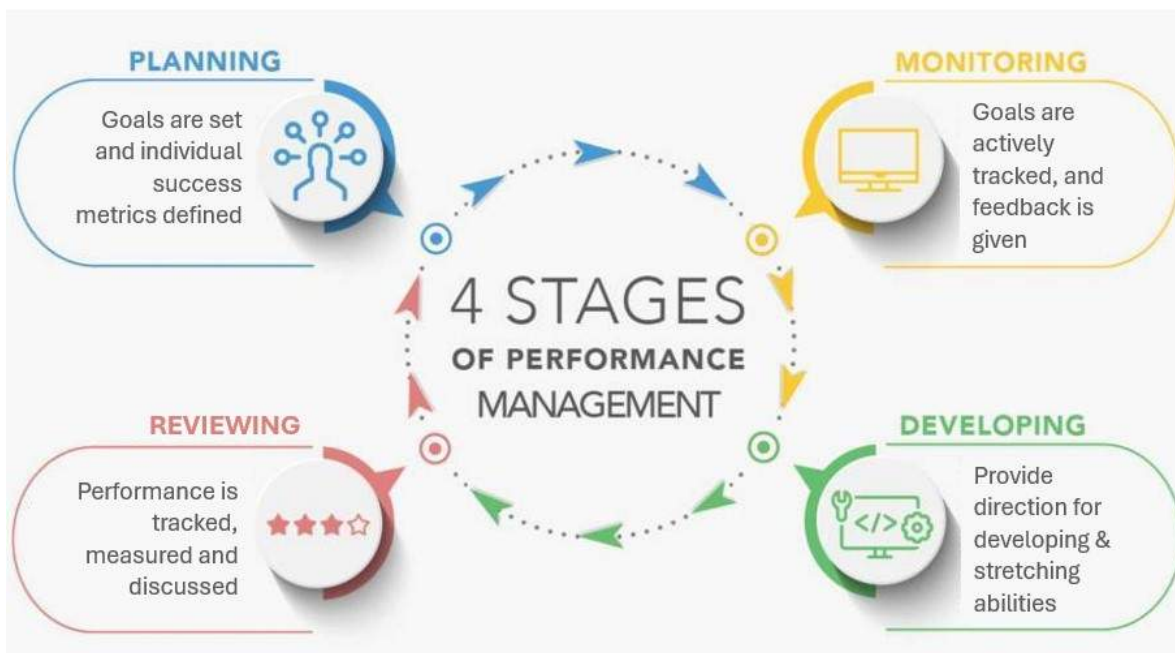 PLANNING
Goals are set
and individual
success
metrics defined
MONITORING
Goals are
actively
tracked, and
feedback is
given
4 STAGES
OF PERFORMANCE
MANAGEMENT
REVIEWING
Performance is
tracked,
measured and
discussed
DEVELOPING
</>
Provide
direction for
developing &
stretching
abilities